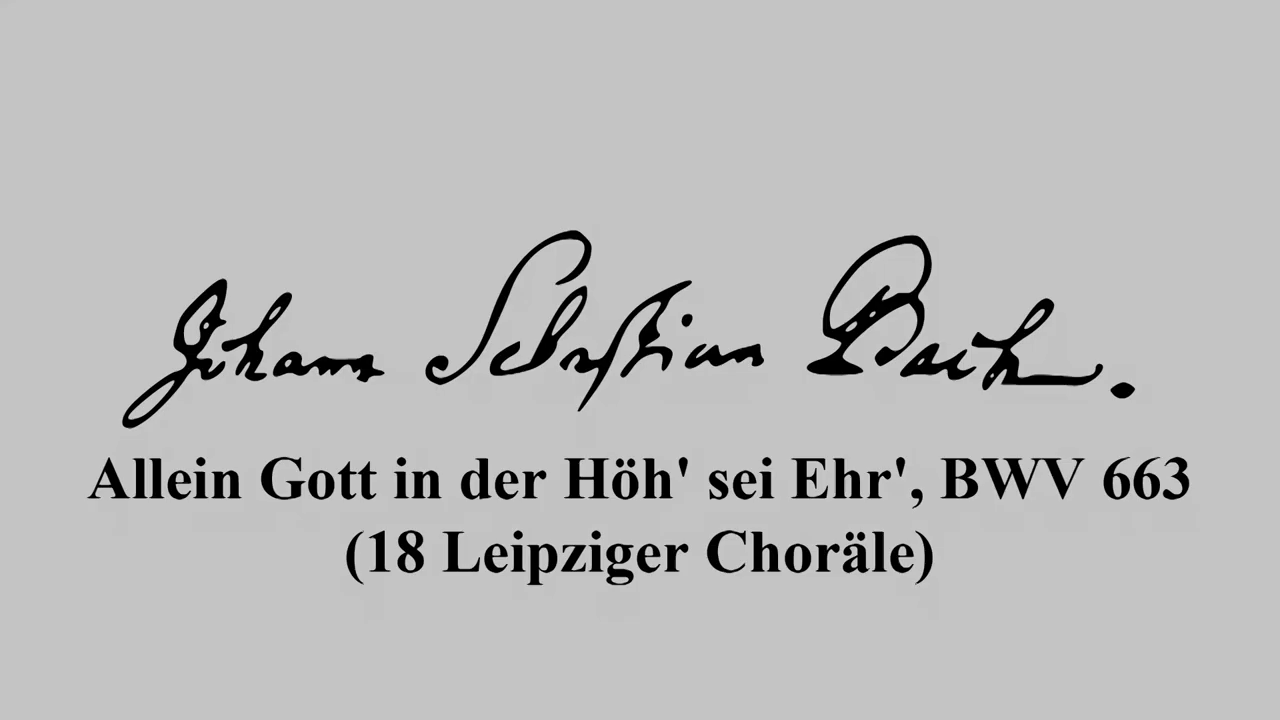 Johann Sebastian Bach.
Allein Gott in der Höh' sei Ehr', BWV 663
(18 Leipziger Choräle)